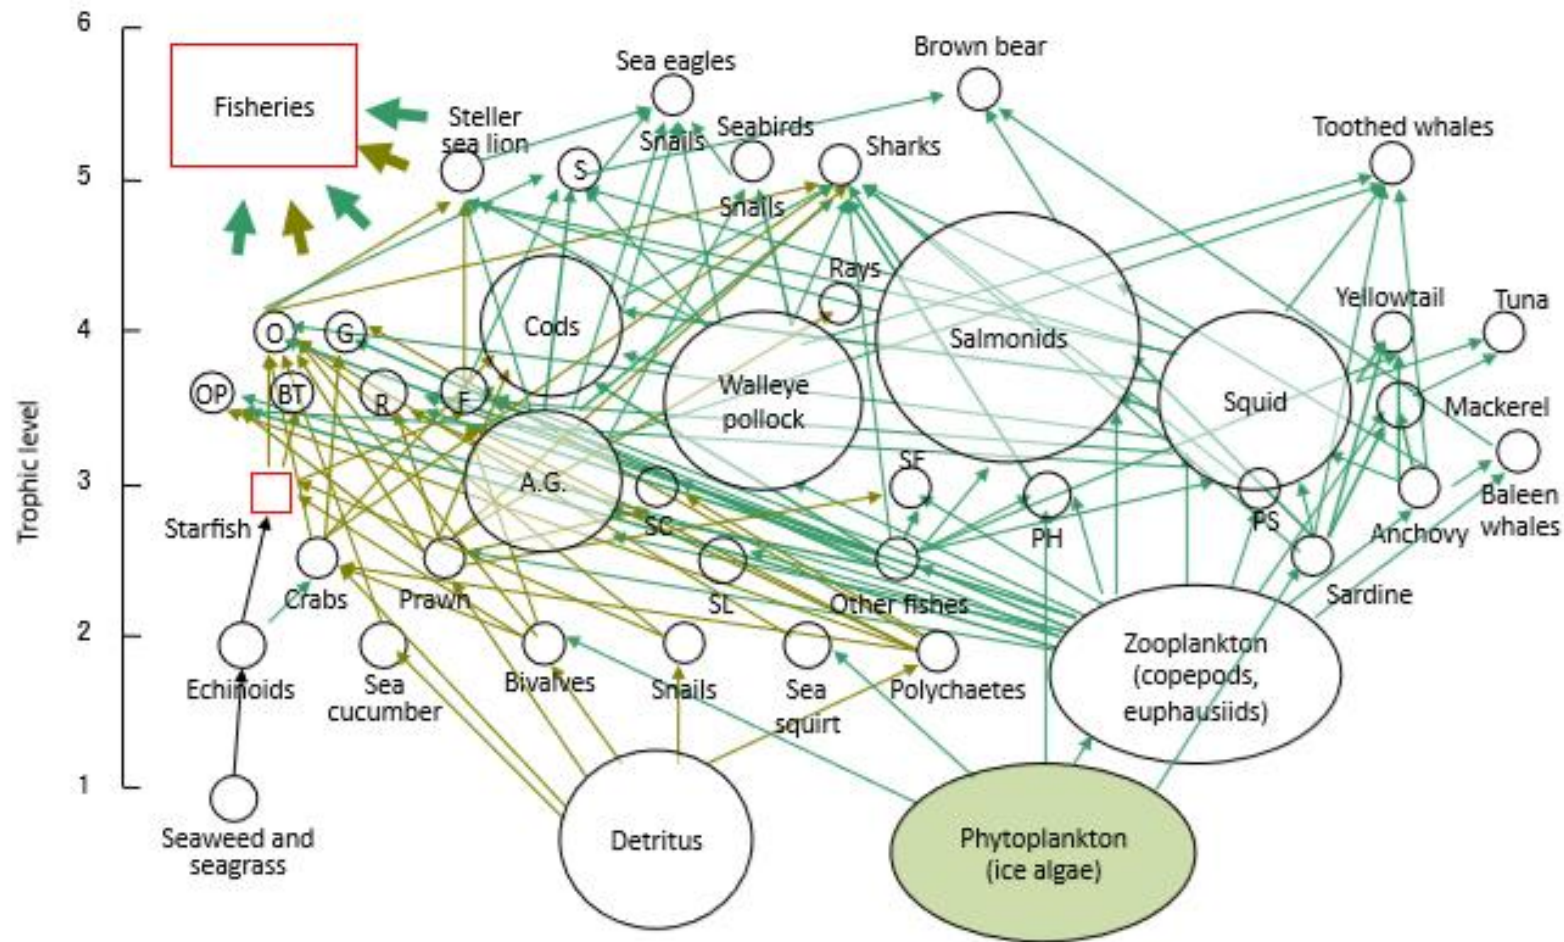 6
Brown bear
Sea eagles
Fisheries
Steller
sea lion
Snails
Seabirds
Sharks
Toothed whales
5
S
Snails
Rays
Yellowtail
Tuna
4
O
G
Cods
Salmonids
Walleye
pollock
Squid
OP
BT
R
F
Mackerel
Trophic level
3
A.G.
SF
SC
PH
PS
Anchovy
Baleen
whales
Starfish
Crabs
Prawn
SL
Other fishes
Sardine
2
Zooplankton
(copepods,
euphausiids)
Echinoids
Sea
cucumber
Bivalves
Snails
Sea
squirt
Polychaetes
1
Seaweed and
seagrass
Detritus
Phytoplankton
(ice algae)